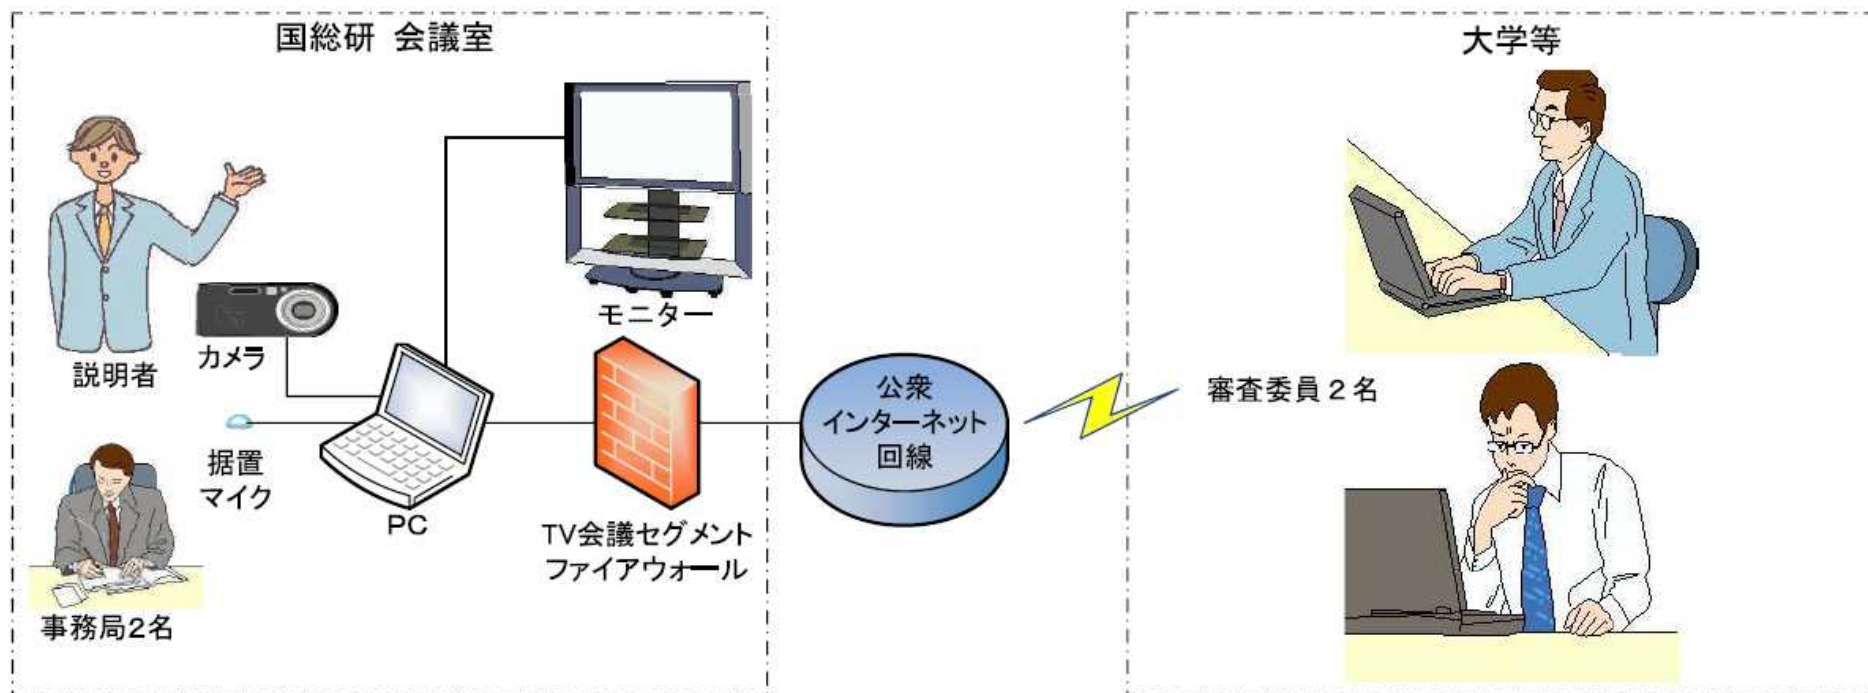 国総研 会議室
大学等
モニター
カメラ
説明者
公衆
インターネット
回線
審査委員2名
据置
マイク
PC
TV会議セグメント
ファイアウォール
事務局2名